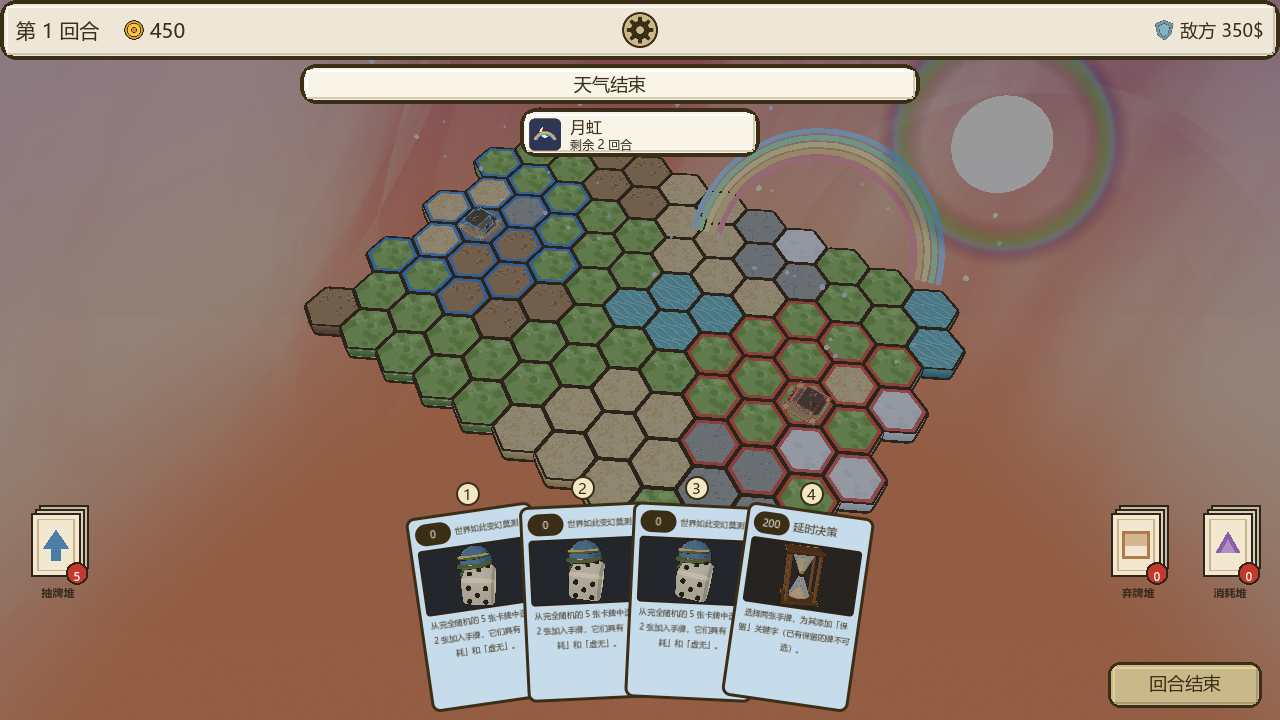 第 1 回合
450
敌方 350$
天气结束
月虹
剩余 2 回合
1
2
3
4
0
世界如此变幻莫测
从完全随机的 5 张卡牌中选
2 张加入手牌，它们具有
耗」和「虚无」。
0
世界如此变幻莫测
从完全随机的 5 张卡牌中选
2 张加入手牌，它们具有
耗」和「虚无」。
0
世界如此变幻莫测
从完全随机的 5 张卡牌中选
2 张加入手牌，它们具有
耗」和「虚无」。
200
延时决策
选择两张手牌，为其添加「保
留」关键字（已有保留的牌不可
选）。
5
抽牌堆
0
弃牌堆
0
消耗堆
回合结束